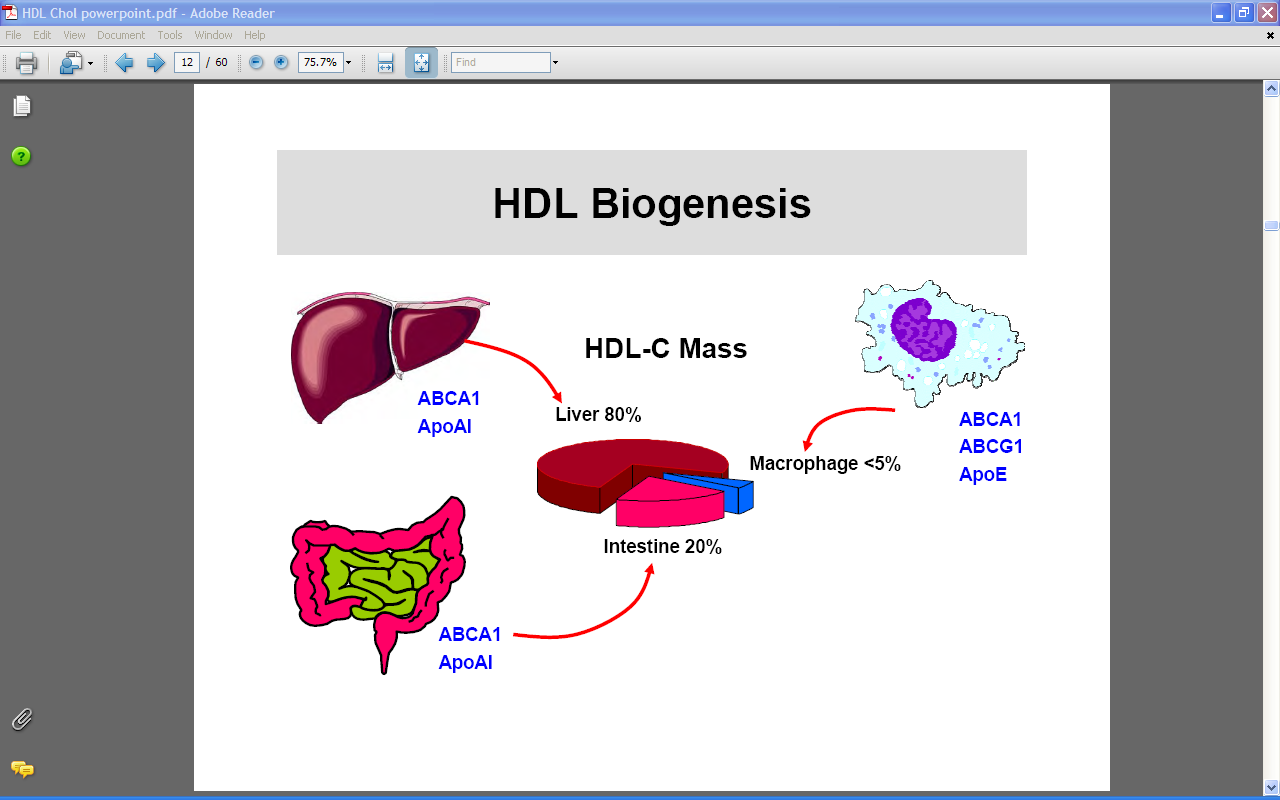 HDL Chol powerpoint.pdf - Adobe Reader
File Edit View Document Tools Window Help
12 / 60 75.7% Find
HDL Biogenesis
HDL-C Mass
ABCA1
ApoAI
Liver 80%
ABCA1
ABCG1
ApoE
Macrophage <5%
Intestine 20%
ABCA1
ApoAI